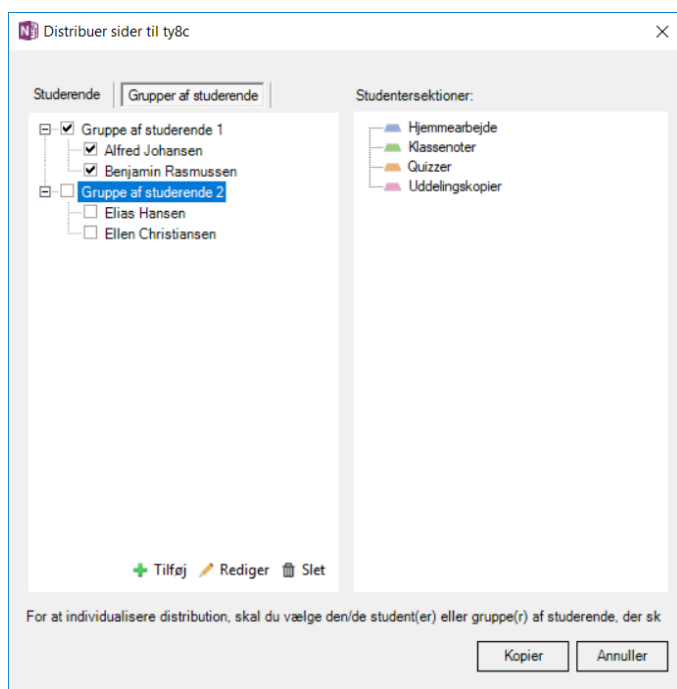 Distribuer sider til ty8c
Studerende
Grupper af studerende
Studentersektioner:
Gruppe af studerende 1
Alfred Johansen
Benjamin Rasmussen
Gruppe af studerende 2
Elias Hansen
Ellen Christiansen
Hjemmearbejde
Klassenoter
Quizzer
Uddelingskopier
Tilføj
Rediger
Slet
For at individualisere distribution, skal du vælge den/de student(er) eller gruppe(r) af studerende, der sk
Kopier
Annuller